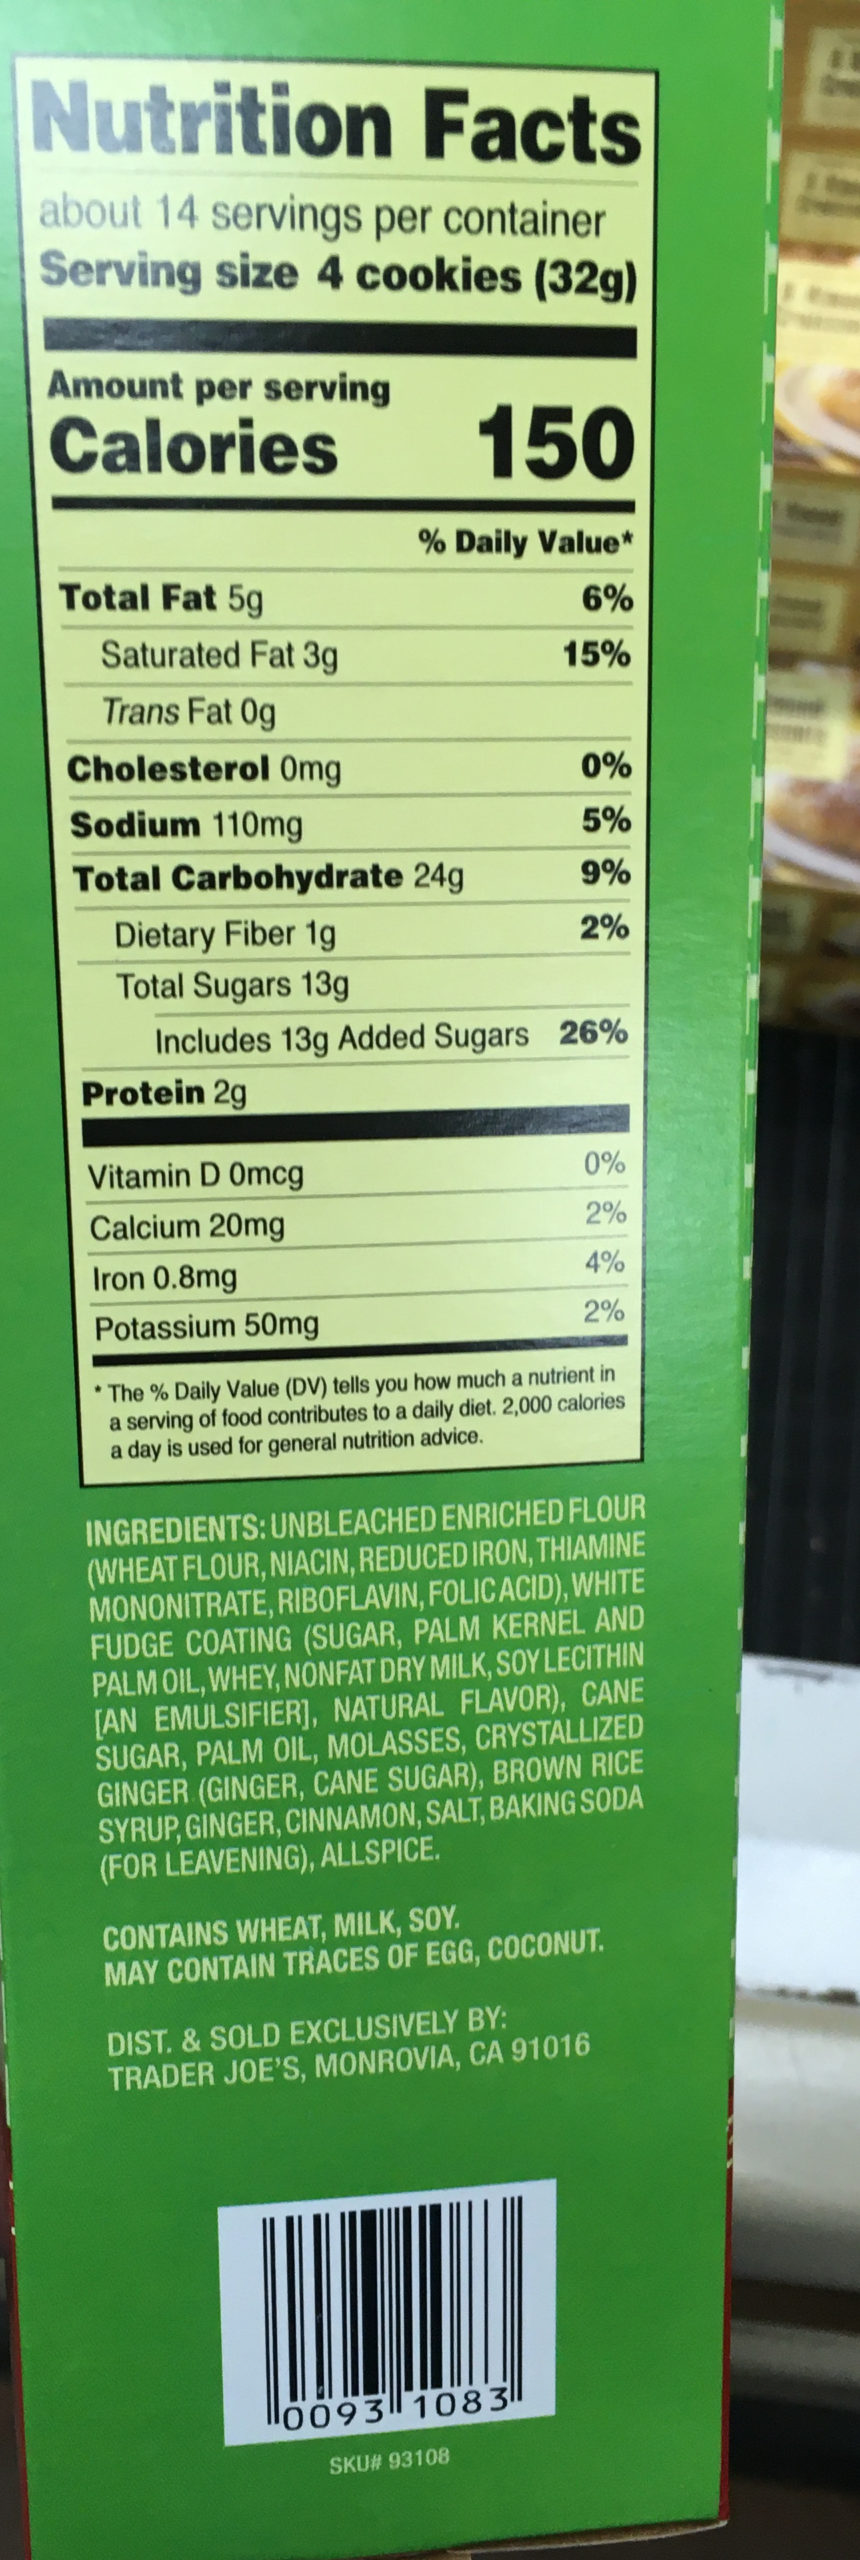 Nutrition Facts
about 14 servings per container
Serving size 4 cookies (32g)
Amount per serving
Calories 150
% Daily Value*
Total Fat 5g 6%
Saturated Fat 3g 15%
Trans Fat 0g
Cholesterol 0mg 0%
Sodium 110mg 5%
Total Carbohydrate 24g 9%
Dietary Fiber 1g 2%
Total Sugars 13g
Includes 13g Added Sugars 26%
Protein 2g
Vitamin D 0mcg 0%
Calcium 20mg 2%
Iron 0.8mg 4%
Potassium 50mg 2%
* The % Daily Value (DV) tells you how much a nutrient in
a serving of food contributes to a daily diet. 2,000 calories
a day is used for general nutrition advice.
INGREDIENTS: UNBLEACHED ENRICHED FLOUR
(WHEAT FLOUR, NIACIN, REDUCED IRON, THIAMINE
MONONITRATE, RIBOFLAVIN, FOLIC ACID), WHITE
FUDGE COATING (SUGAR, PALM KERNEL AND
PALM OIL, WHEY, NONFAT DRY MILK, SOY LECITHIN
[AN EMULSIFIER], NATURAL FLAVOR), CANE
SUGAR, PALM OIL, MOLASSES, CRYSTALLIZED
GINGER (GINGER, CANE SUGAR), BROWN RICE
SYRUP, GINGER, CINNAMON, SALT, BAKING SODA
(FOR LEAVENING), ALLSPICE.
CONTAINS WHEAT, MILK, SOY.
MAY CONTAIN TRACES OF EGG, COCONUT.
DIST. & SOLD EXCLUSIVELY BY:
TRADER JOE'S, MONROVIA, CA 91016
0093 1083
SKU# 93108